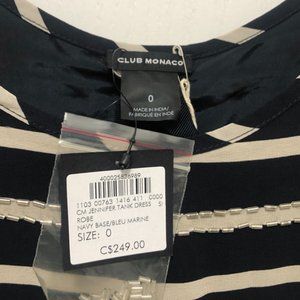 CLUB MONACO
0
MADE IN INDIA/
FABRIQUÉ EN INDE
400025876989
1103 00763 1416 411 0000
CM JENNIFER TANK DRESS
ROBE
NAVY BASE/BLEU MARINE
SIZE: 0
C$249.00